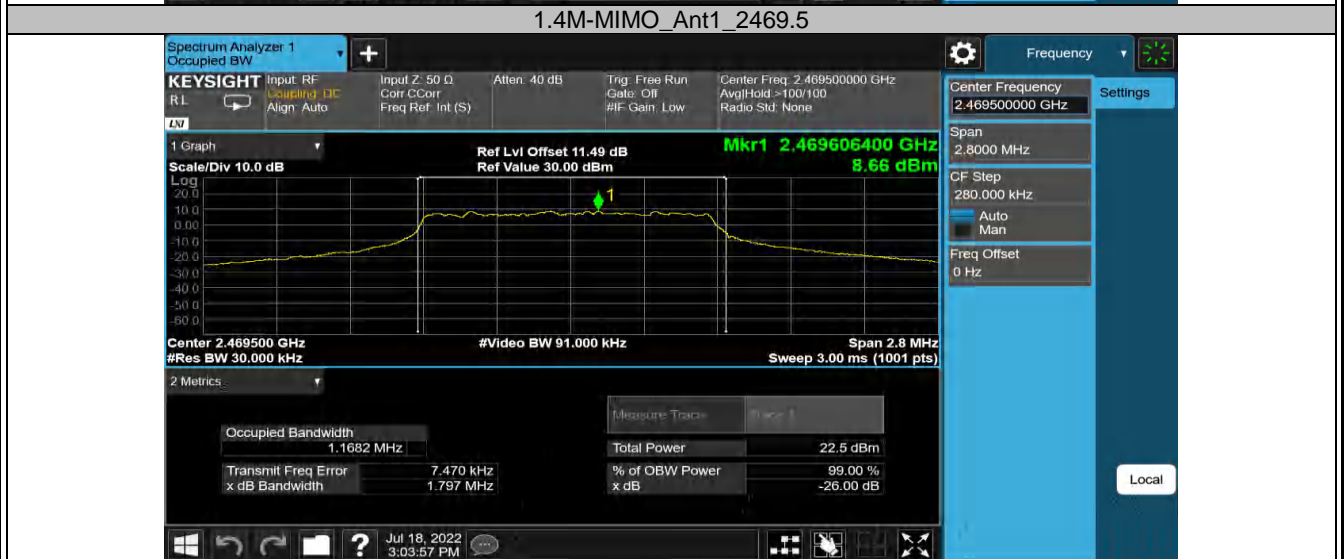 1.4M-MIMO_Ant1_2469.5
Spectrum Analyzer 1
Occupied BW
KEYSIGHT
RL
LXI
Input: RF
Coupling: DC
Align: Auto
Input Z: 50 Ω
Corr CCorr
Freq Ref: Int (S)
Atten: 40 dB
Trig: Free Run
Gate: Off
#IF Gain: Low
Center Freq: 2.469500000 GHz
Avg|Hold:>100/100
Radio Std: None
Frequency
Center Frequency
2.469500000 GHz
Settings
Span
2.8000 MHz
CF Step
280.000 kHz
Auto
Man
Freq Offset
0 Hz
Local
1 Graph
Scale/Div 10.0 dB
Ref Lvl Offset 11.49 dB
Ref Value 30.00 dBm
Mkr1 2.469606400 GHz
8.66 dBm
Log
20.0
10.0
0.00
-10.0
-20.0
-30.0
-40.0
-50.0
-60.0
1
Center 2.469500 GHz
#Res BW 30.000 kHz
#Video BW 91.000 kHz
Span 2.8 MHz
Sweep 3.00 ms (1001 pts)
2 Metrics
Measure Trace
Trace 1
Occupied Bandwidth
1.1682 MHz
Total Power
22.5 dBm
Transmit Freq Error
7.470 kHz
% of OBW Power
99.00 %
x dB Bandwidth
1.797 MHz
x dB
-26.00 dB
?
Jul 18, 2022
3:03:57 PM